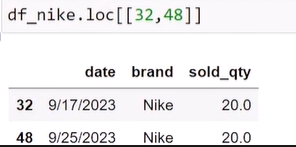 df_nike.loc[[32,48]]
date brand sold_qty
32 9/17/2023 Nike 20.0
48 9/25/2023 Nike 20.0